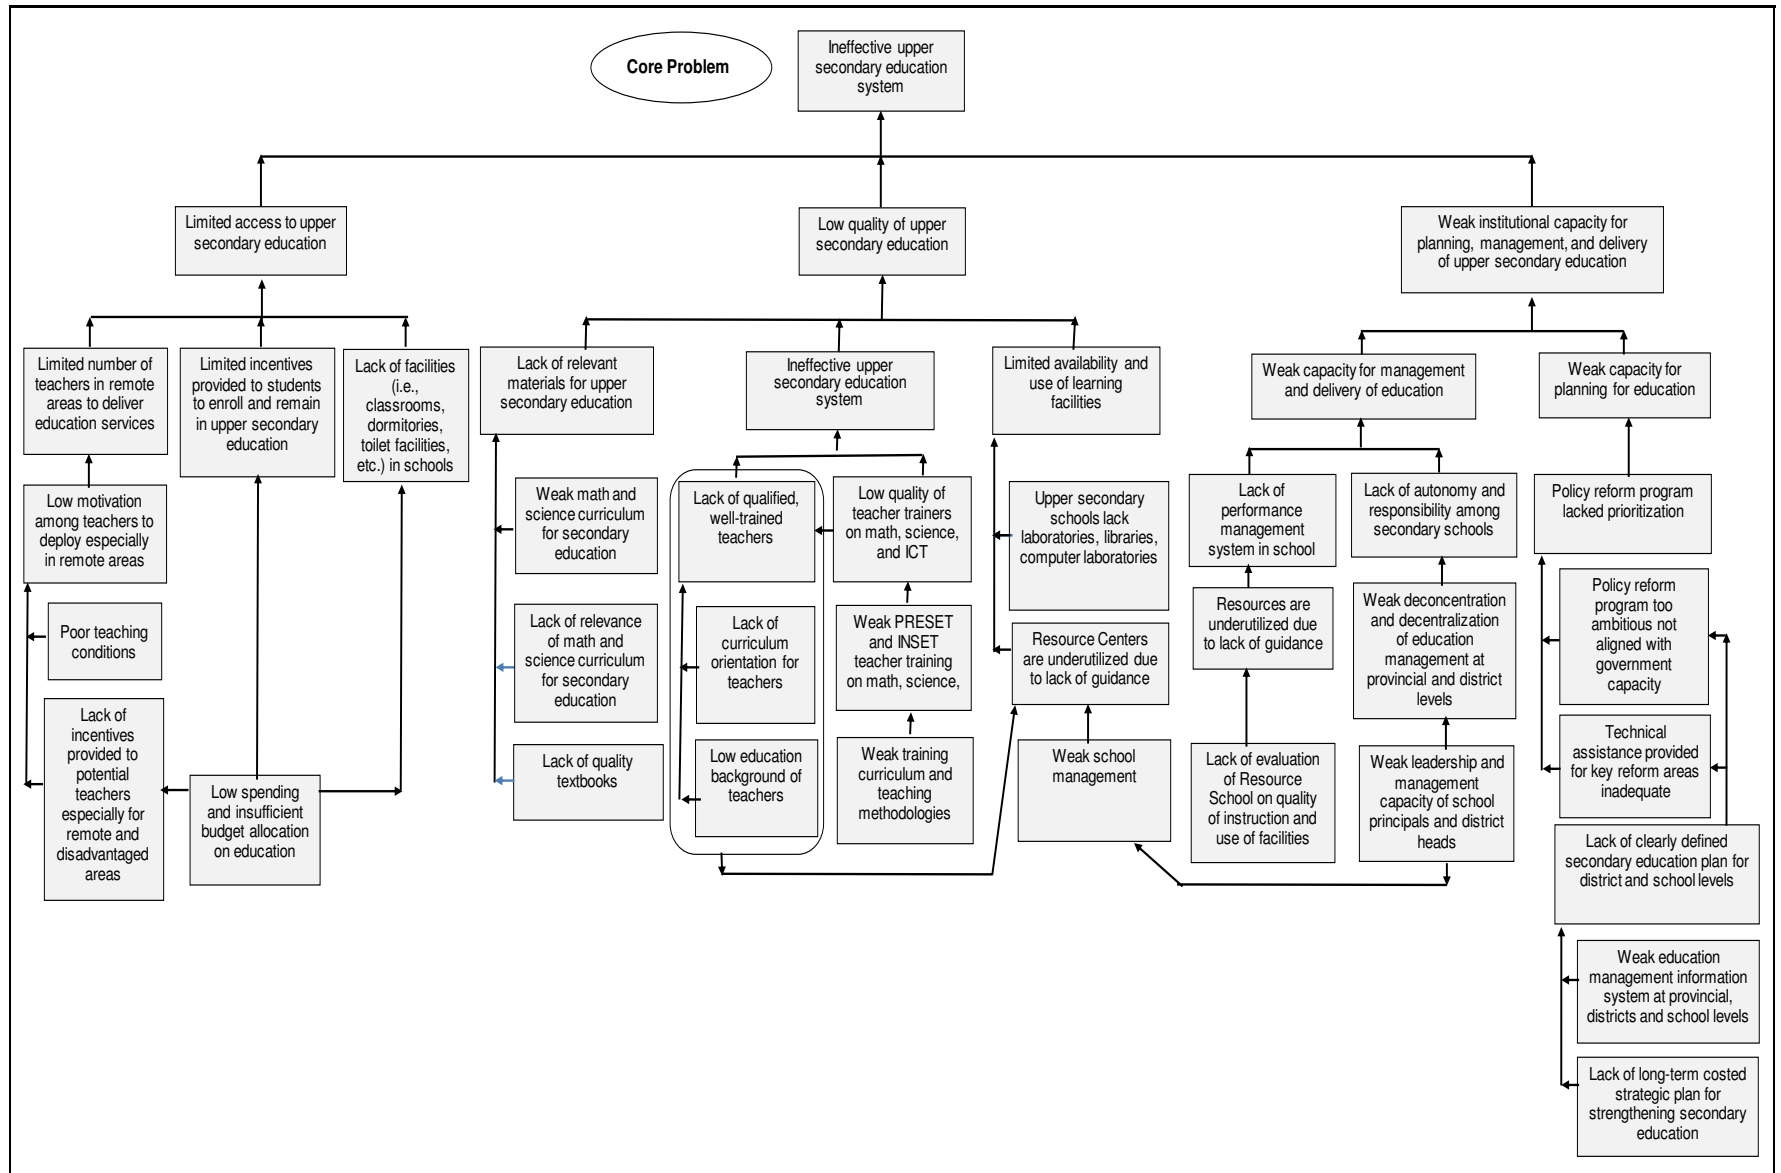 Core Problem
Ineffective upper
secondary education
system
Limited access to upper
secondary education
Low quality of upper
secondary education
Weak institutional capacity for
planning, management, and delivery
of upper secondary education
Limited number of
teachers in remote
areas to deliver
education services
Limited incentives
provided to students
to enroll and remain
in upper secondary
education
Lack of facilities
(i.e.,
classrooms,
dormitories,
toilet facilities,
etc.) in schools
Lack of relevant
materials for upper
secondary education
Ineffective upper
secondary education
system
Limited availability and
use of learning
facilities
Weak capacity for management
and delivery of education
Weak capacity for
planning for education
Low motivation
among teachers to
deploy especially
in remote areas
Poor teaching
conditions
Lack of
incentives
provided to
potential
teachers
especially for
remote and
disadvantaged
areas
Low spending
and insufficient
budget allocation
on education
Weak math and
science curriculum
for secondary
education
Lack of relevance
of math and
science curriculum
for secondary
education
Lack of quality
textbooks
Lack of qualified,
well-trained
teachers
Lack of
curriculum
orientation for
teachers
Low education
background of
teachers
Low quality of
teacher trainers
on math, science,
and ICT
Weak PRESET
and INSET
teacher training
on math, science,
Weak training
curriculum and
teaching
methodologies
Upper secondary
schools lack
laboratories, libraries,
computer laboratories
Resource Centers
are underutilized due
to lack of guidance
Weak school
management
Lack of
performance
management
system in school
Resources are
underutilized due
to lack of guidance
Lack of evaluation
of Resource
School on quality
of instruction and
use of facilities
Lack of autonomy and
responsibility among
secondary schools
Weak deconcentration
and decentralization
of education
management at
provincial and district
levels
Weak leadership and
management
capacity of school
principals and district
heads
Policy reform program
lacked prioritization
Policy reform
program too
ambitious not
aligned with
government
capacity
Technical
assistance provided
for key reform areas
inadequate
Lack of clearly defined
secondary education plan for
district and school levels
Weak education
management information
system at provincial,
districts and school levels
Lack of long-term costed
strategic plan for
strengthening secondary
education